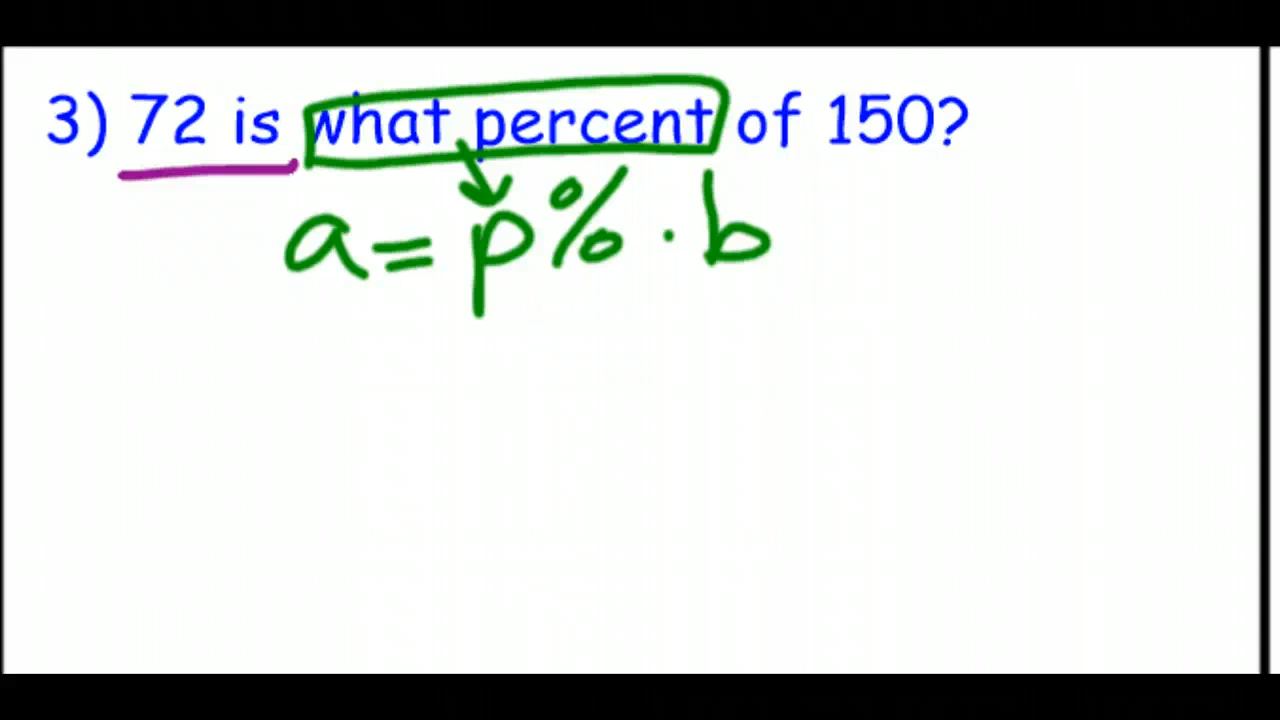 3) 72 is what percent of 150?
a = p% · b